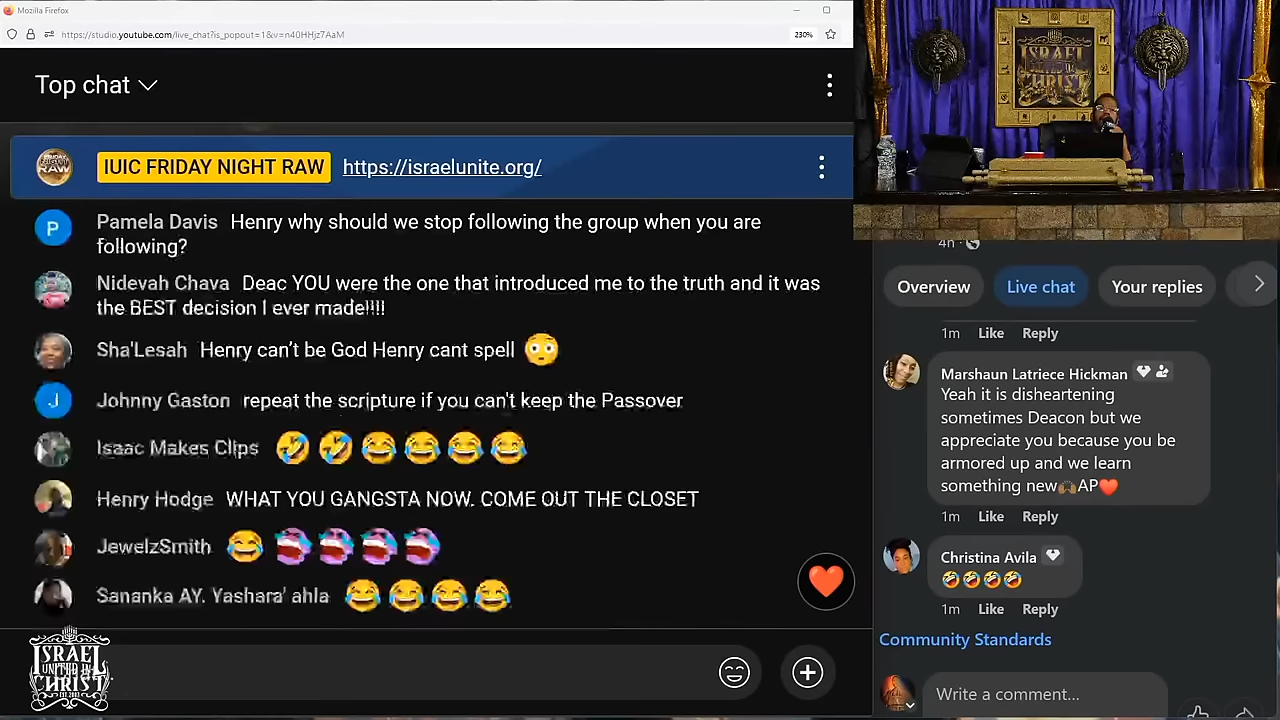 Mozilla Firefox
https://studio.youtube.com/live_chat?is_popout=1&v=n40HHjz7AaM
230%
Top chat
IUIC FRIDAY NIGHT RAW https://israelunite.org/
Pamela Davis Henry why should we stop following the group when you are
following?
Nidevah Chava Deac YOU were the one that introduced me to the truth and it was
the BEST decision I ever made!!!!
Sha'Lesah Henry can't be God Henry cant spell 😳
Johnny Gaston repeat the scripture if you can't keep the Passover
Isaac Makes Clips 🤣🤣😂😂😂😂
Henry Hodge WHAT YOU GANGSTA NOW. COME OUT THE CLOSET
JewelzSmith
Sananka AY. Yashara' ahla 😂😂😂😂
ISRAEL
UNITED IN
CHRIST
EST 2003
ISRAEL
UNITED IN
CHRIST
4h
Overview
Live chat
Your replies
1m Like Reply
Marshaun Latriece Hickman
Yeah it is disheartening
sometimes Deacon but we
appreciate you because you be
armored up and we learn
something new🙌🏾AP❤️
1m Like Reply
Christina Avila
🤣🤣🤣🤣
1m Like Reply
Community Standards
Write a comment...